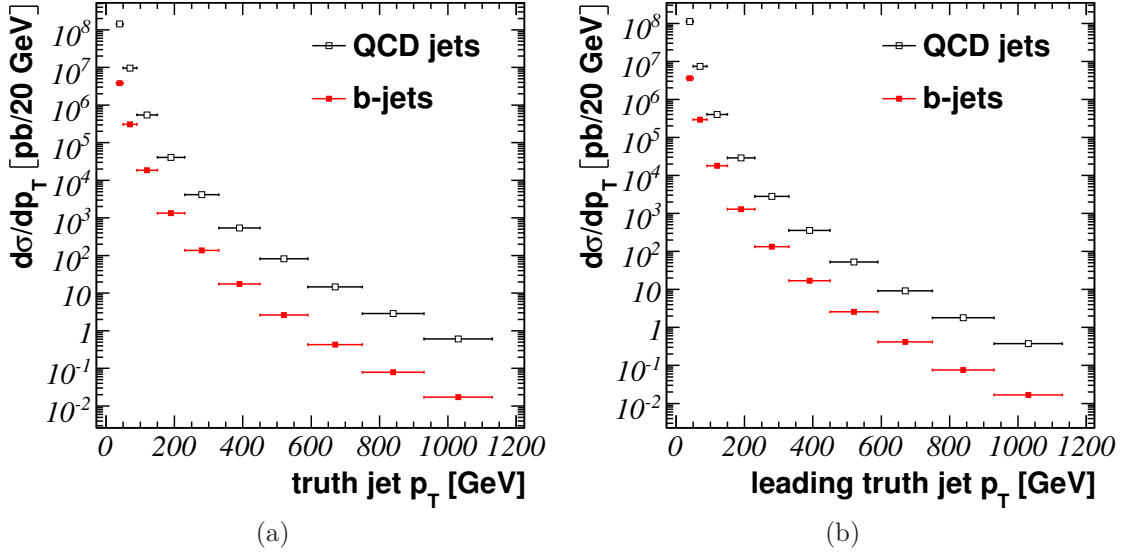 dσ/dp_T [pb/20 GeV]
10^8
10^7
10^6
10^5
10^4
10^3
10^2
10
1
10^-1
10^-2
QCD jets
b-jets
0 200 400 600 800 1000 1200
truth jet p_T [GeV]
(a)
dσ/dp_T [pb/20 GeV]
10^8
10^7
10^6
10^5
10^4
10^3
10^2
10
1
10^-1
10^-2
QCD jets
b-jets
0 200 400 600 800 1000 1200
leading truth jet p_T [GeV]
(b)